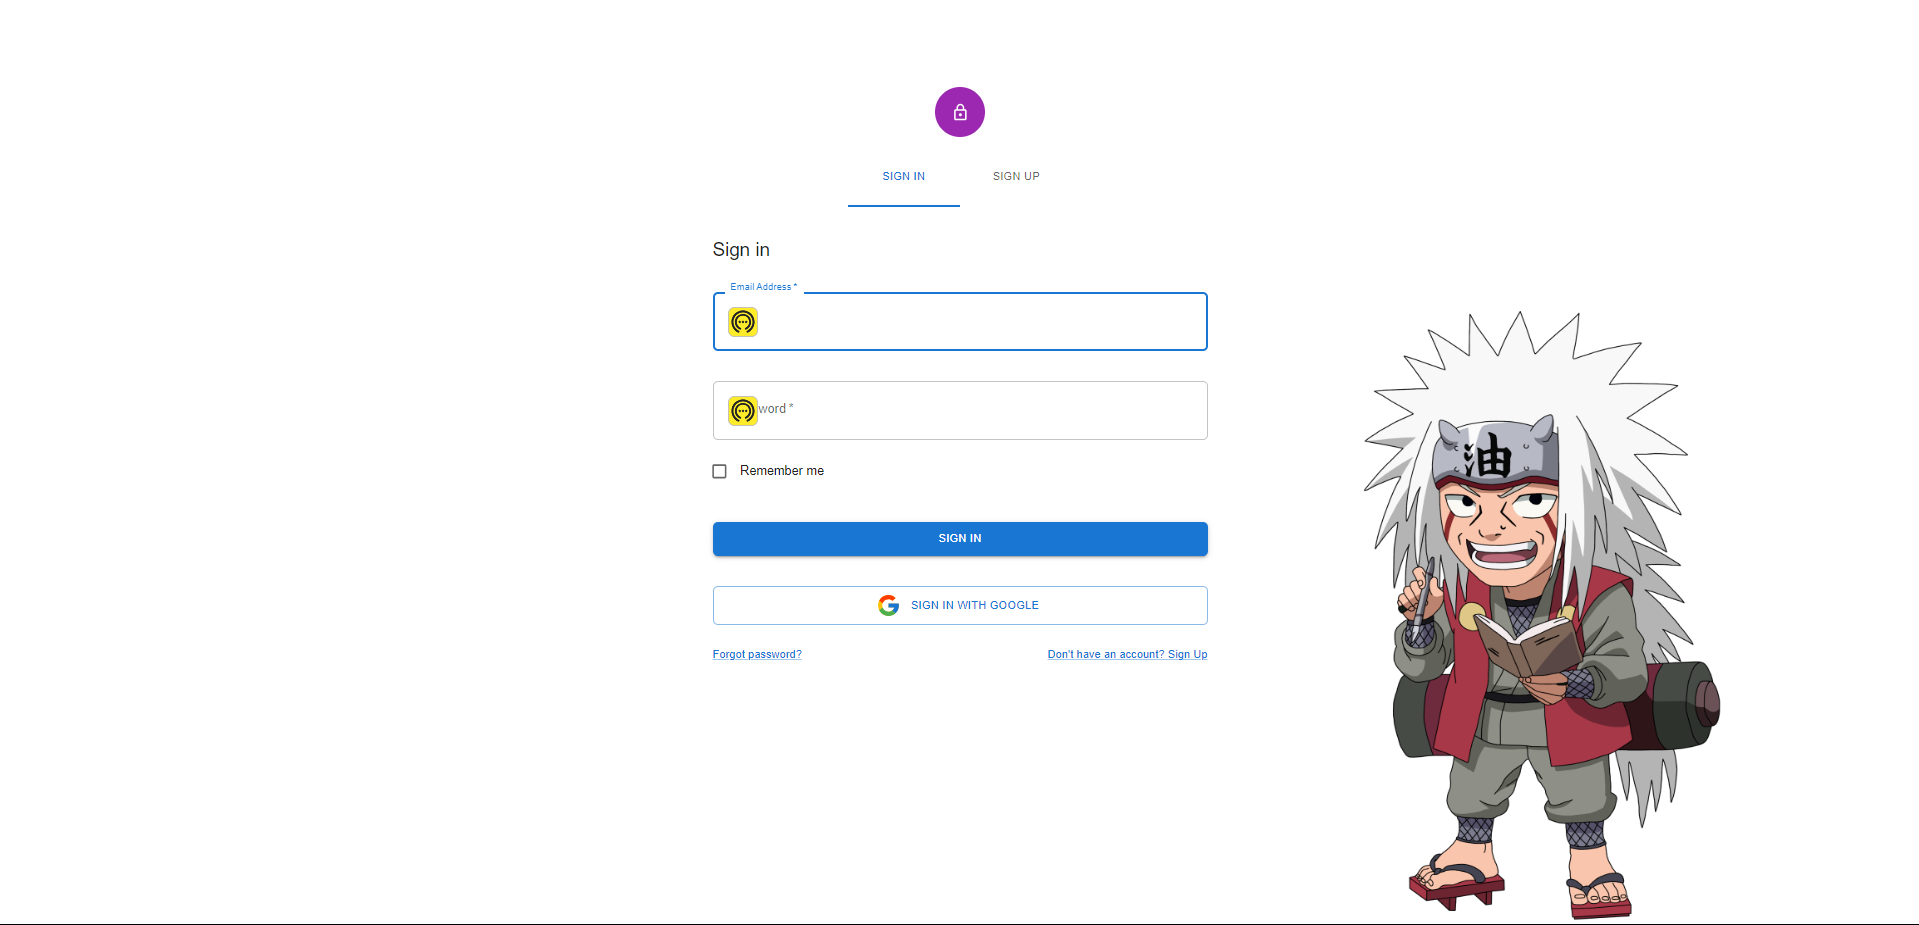 SIGN IN
SIGN UP
Sign in
Email Address *
word *
Remember me
SIGN IN
SIGN IN WITH GOOGLE
Forgot password?
Don't have an account? Sign Up
油